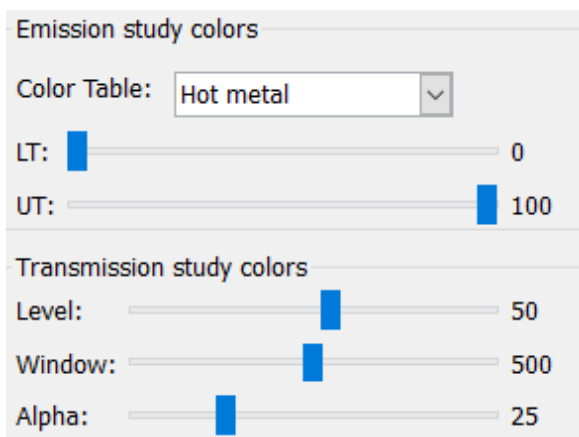 Emission study colors
Color Table: Hot metal
LT: 0
UT: 100
Transmission study colors
Level: 50
Window: 500
Alpha: 25